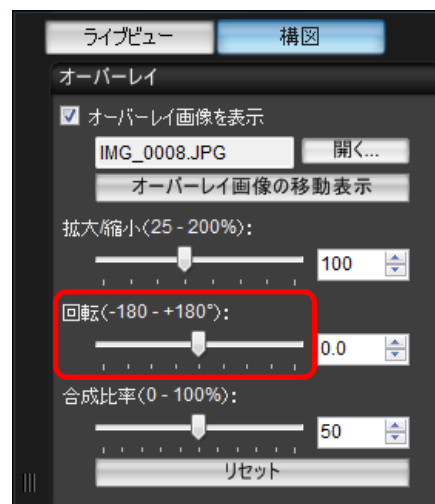 ライブビュー 構図
オーバーレイ
オーバーレイ画像を表示
IMG_0008.JPG 開く...
オーバーレイ画像の移動表示
拡大/縮小(25 - 200%):
100
回転(-180 - +180°):
0.0
合成比率(0 - 100%):
50
リセット